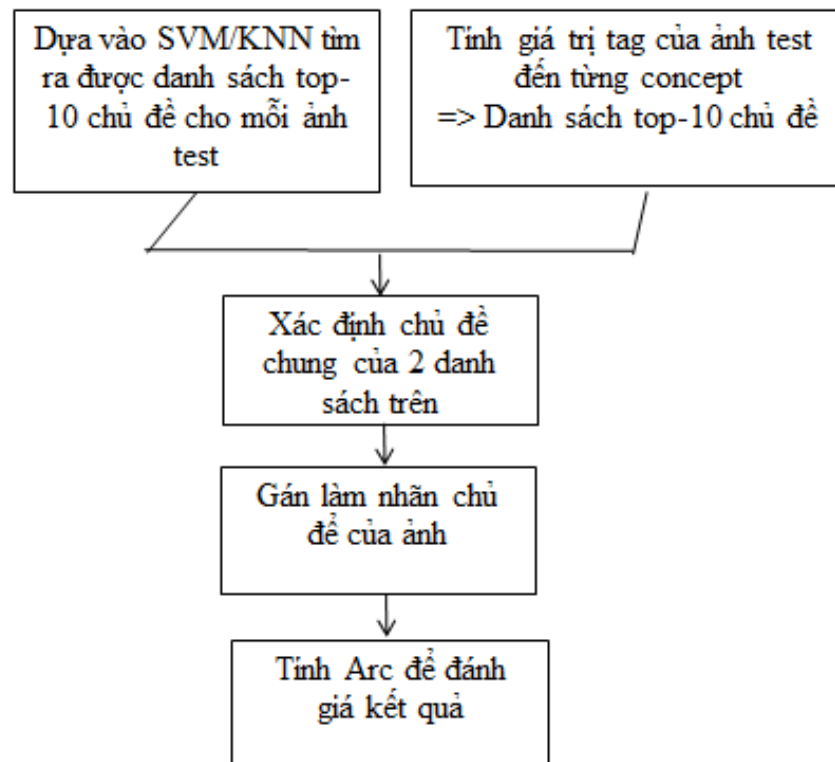 Dựa vào SVM/KNN tìm
ra được danh sách top-
10 chủ đề cho mỗi ảnh
test
Tính giá trị tag của ảnh test
đến từng concept
=> Danh sách top-10 chủ đề
Xác định chủ đề
chung của 2 danh
sách trên
Gán làm nhãn chủ
để của ảnh
Tính Arc để đánh
giá kết quả